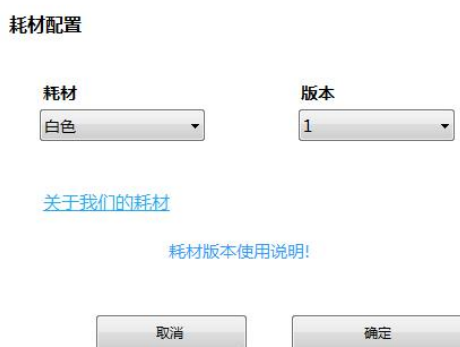 耗材配置
耗材 版本
白色 1
关于我们的耗材
耗材版本使用说明!
取消 确定